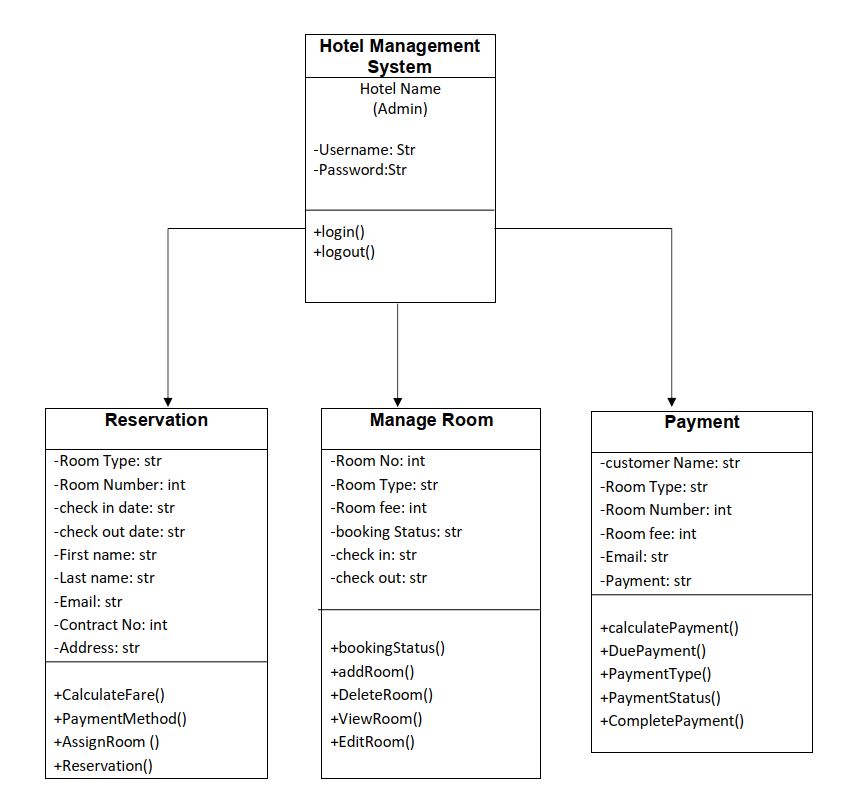 Hotel Management
System
Hotel Name
(Admin)
-Username: Str
-Password:Str
+login()
+logout()
Reservation
-Room Type: str
-Room Number: int
-check in date: str
-check out date: str
-First name: str
-Last name: str
-Email: str
-Contract No: int
-Address: str
+CalculateFare()
+PaymentMethod()
+AssignRoom ()
+Reservation()
Manage Room
-Room No: int
-Room Type: str
-Room fee: int
-booking Status: str
-check in: str
-check out: str
+bookingStatus()
+addRoom()
+DeleteRoom()
+ViewRoom()
+EditRoom()
Payment
-customer Name: str
-Room Type: str
-Room Number: int
-Room fee: int
-Email: str
-Payment: str
+calculatePayment()
+DuePayment()
+PaymentType()
+PaymentStatus()
+CompletePayment()